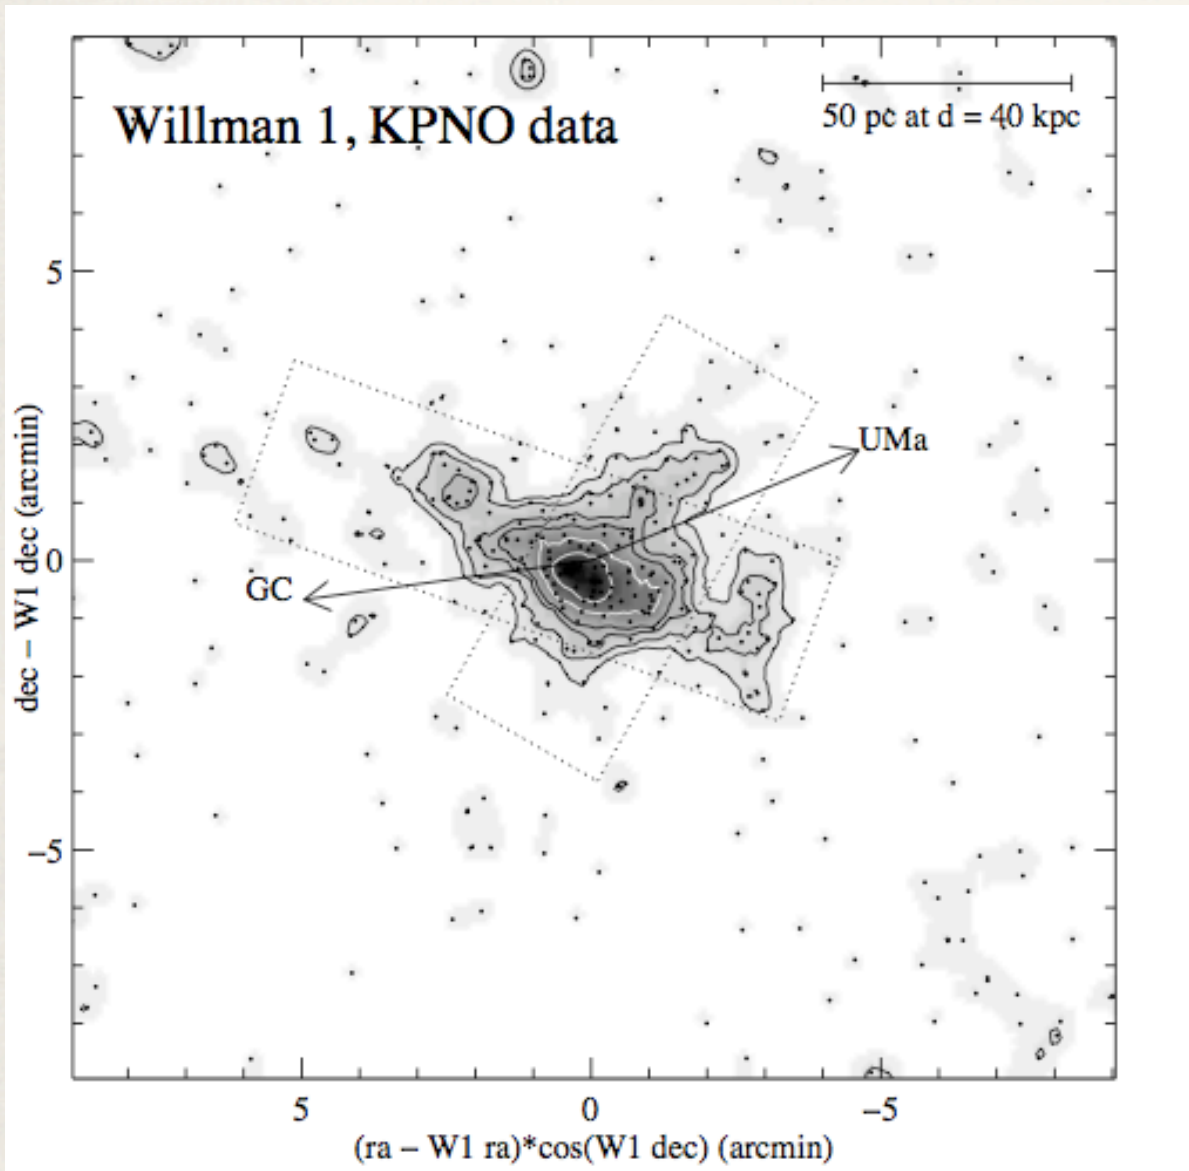 Willman 1, KPNO data
50 pc at d = 40 kpc
5
UMa
0
GC
dec − W1 dec (arcmin)
−5
5
0
−5
(ra − W1 ra)*cos(W1 dec) (arcmin)